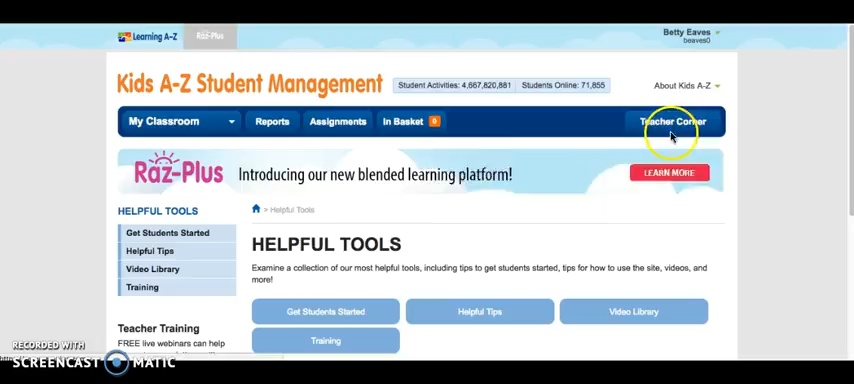 Learning A-Z
Raz-Plus
Betty Eaves
beaves0
Kids A-Z Student Management
Student Activities: 4,667,820,881
Students Online: 71,855
About Kids A-Z
My Classroom
Reports
Assignments
In Basket 0
Teacher Corner
Raz-Plus
Introducing our new blended learning platform!
LEARN MORE
HELPFUL TOOLS
Get Students Started
Helpful Tips
Video Library
Training
Teacher Training
FREE live webinars can help
> Helpful Tools
HELPFUL TOOLS
Examine a collection of our most helpful tools, including tips to get students started, tips for how to use the site, videos, and
more!
Get Students Started
Helpful Tips
Video Library
Training
RECORDED WITH
SCREENCAST MATIC